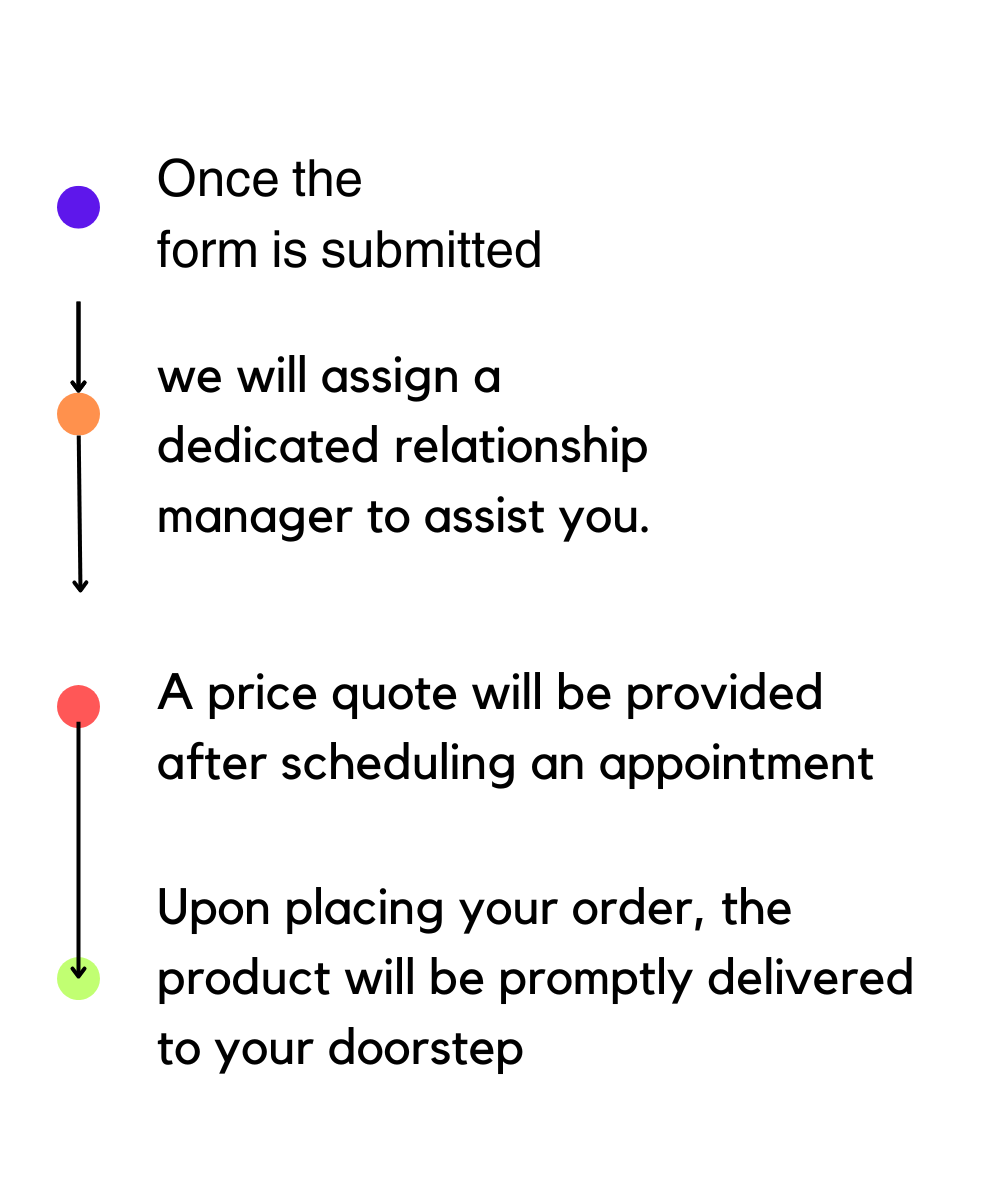 Once the
form is submitted
we will assign a
dedicated relationship
manager to assist you.
A price quote will be provided
after scheduling an appointment
Upon placing your order, the
product will be promptly delivered
to your doorstep